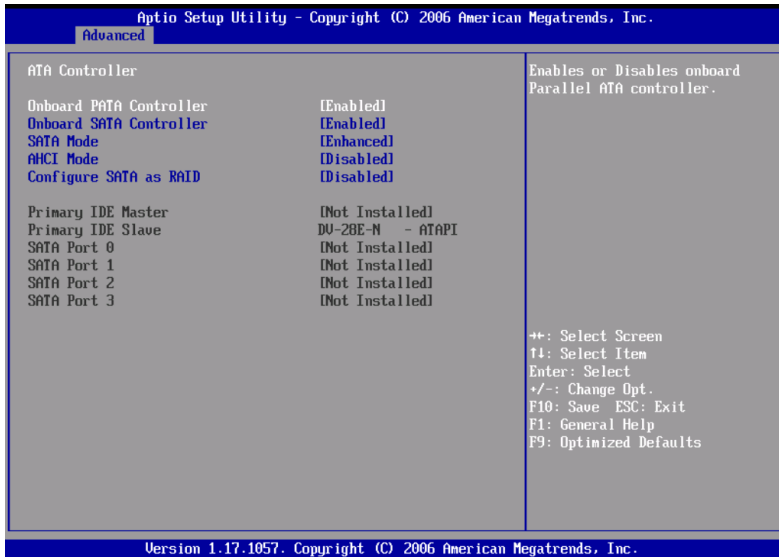 Aptio Setup Utility - Copyright (C) 2006 American Megatrends, Inc.
Advanced
ATA Controller
Onboard PATA Controller [Enabled]
Onboard SATA Controller [Enabled]
SATA Mode [Enhanced]
AHCI Mode [Disabled]
Configure SATA as RAID [Disabled]
Primary IDE Master [Not Installed]
Primary IDE Slave DV-28E-N - ATAPI
SATA Port 0 [Not Installed]
SATA Port 1 [Not Installed]
SATA Port 2 [Not Installed]
SATA Port 3 [Not Installed]
Enables or Disables onboard
Parallel ATA controller.
→←: Select Screen
↑↓: Select Item
Enter: Select
+/-: Change Opt.
F10: Save ESC: Exit
F1: General Help
F9: Optimized Defaults
Version 1.17.1057. Copyright (C) 2006 American Megatrends, Inc.